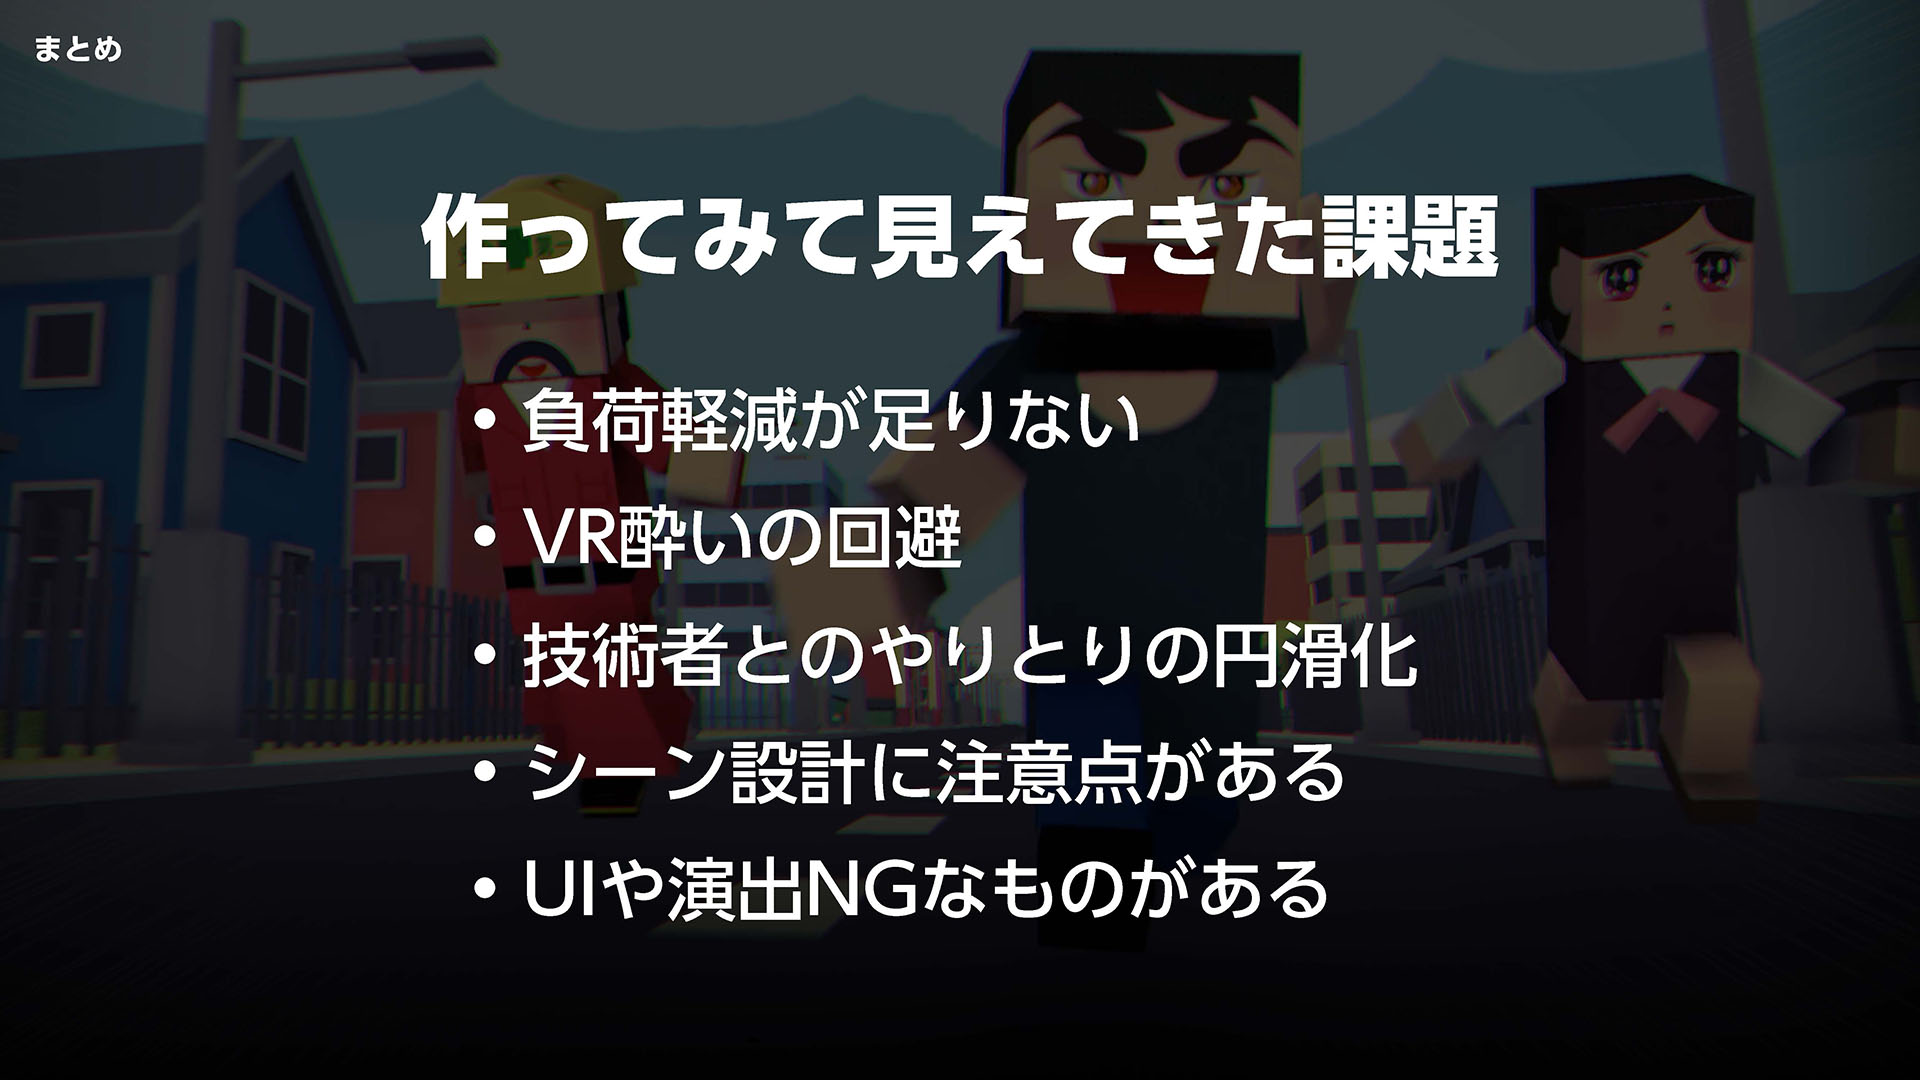 まとめ
作ってみて見えてきた課題
• 負荷軽減が足りない
• VR酔いの回避
• 技術者とのやりとりの円滑化
• シーン設計に注意点がある
• UIや演出NGなものがある